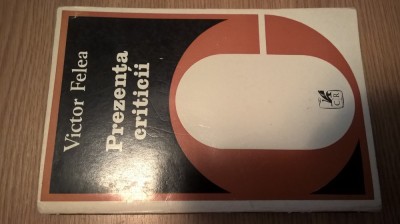 Victor Felea
Prezența
criticii
C.R.